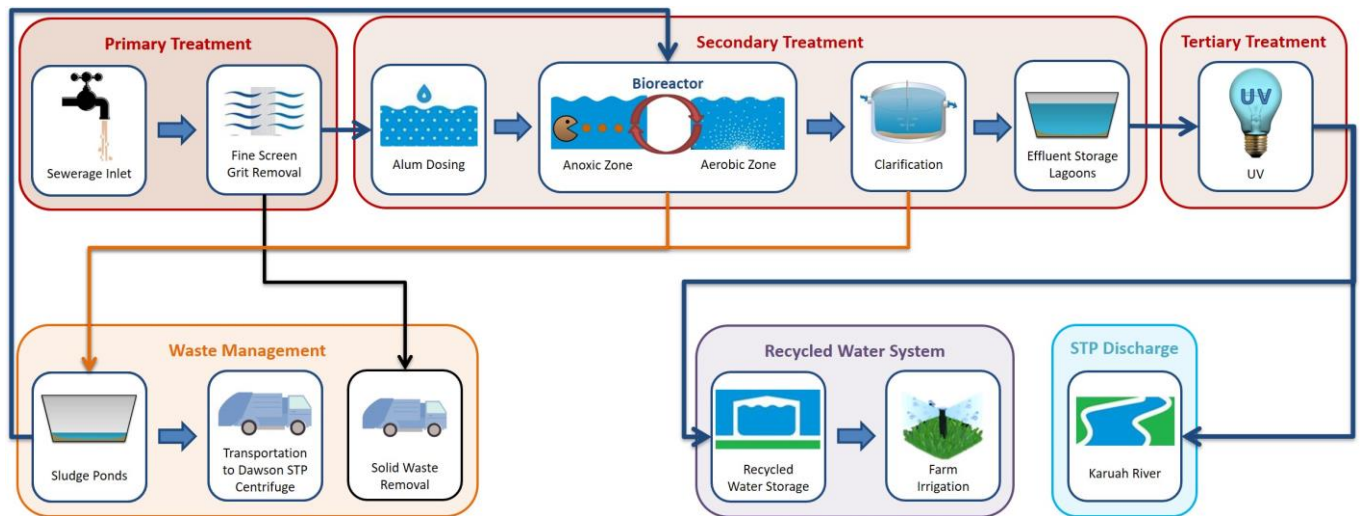 Primary Treatment
Sewerage Inlet
Fine Screen
Grit Removal
Secondary Treatment
Alum Dosing
Bioreactor
Anoxic Zone
Aerobic Zone
Clarification
Effluent Storage
Lagoons
Tertiary Treatment
UV
UV
Waste Management
Sludge Ponds
Transportation
to Dawson STP
Centrifuge
Solid Waste
Removal
Recycled Water System
Recycled
Water Storage
Farm
Irrigation
STP Discharge
Karuah River